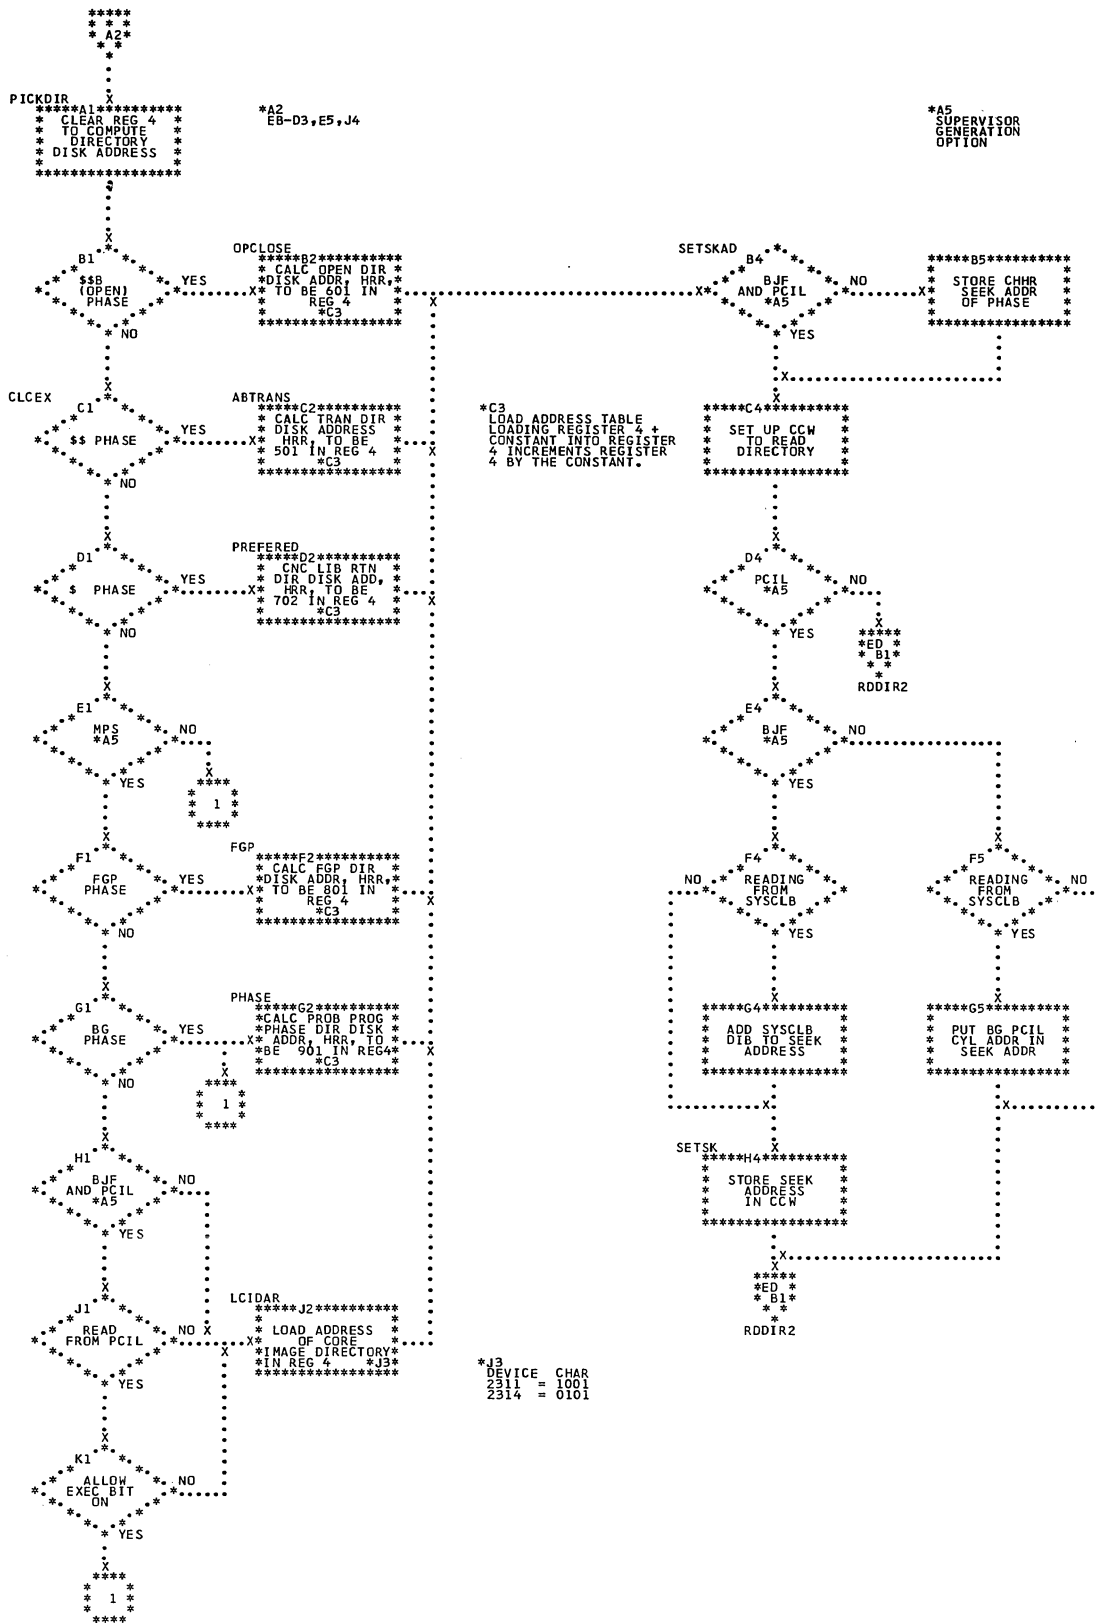 A2
PICKDIR
A1
CLEAR REG 4
TO COMPUTE
DIRECTORY
DISK ADDRESS
*A2
EB-D3,E5,J4
*A5
SUPERVISOR
GENERATION
OPTION
B1
$$B
(OPEN)
PHASE
YES
NO
OPCLOSE
B2
CALC OPEN DIR
DISK ADDR, HRR,
TO BE 601 IN
REG 4
*C3
SETSKAD
B4
BJF
AND PCIL
*A5
NO
YES
B5
STORE CHHR
SEEK ADDR
OF PHASE
CLCEX
C1
$$ PHASE
YES
NO
ABTRANS
C2
CALC TRAN DIR
DISK ADDRESS
HRR, TO BE
501 IN REG 4
*C3
*C3
LOAD ADDRESS TABLE
LOADING REGISTER 4 +
CONSTANT INTO REGISTER
4 INCREMENTS REGISTER
4 BY THE CONSTANT.
C4
SET UP CCW
TO READ
DIRECTORY
D1
$ PHASE
YES
NO
PREFERED
D2
CNC LIB RTN
DIR DISK ADD,
HRR, TO BE
702 IN REG 4
*C3
D4
PCIL
*A5
NO
YES
ED
B1
RDDIR2
E1
MPS
*A5
NO
YES
1
E4
BJF
*A5
NO
YES
F1
FGP
PHASE
YES
NO
FGP
F2
CALC FGP DIR
DISK ADDR, HRR,
TO BE 801 IN
REG 4
*C3
F4
READING
FROM
SYSCLB
NO
YES
F5
READING
FROM
SYSCLB
NO
YES
G1
BG
PHASE
YES
NO
1
PHASE
G2
CALC PROB PROG
PHASE DIR DISK
ADDR, HRR, TO
BE 901 IN REG4
*C3
G4
ADD SYSCLB
DIB TO SEEK
ADDRESS
G5
PUT BG PCIL
CYL ADDR IN
SEEK ADDR
H1
BJF
AND PCIL
*A5
NO
YES
SETSK
H4
STORE SEEK
ADDRESS
IN CCW
ED
B1
RDDIR2
J1
READ
FROM PCIL
NO
YES
LCIDAR
J2
LOAD ADDRESS
OF CORE
IMAGE DIRECTORY
IN REG 4 *J3
*J3
DEVICE CHAR
2311 = 1001
2314 = 0101
K1
ALLOW
EXEC BIT
ON
NO
YES
1